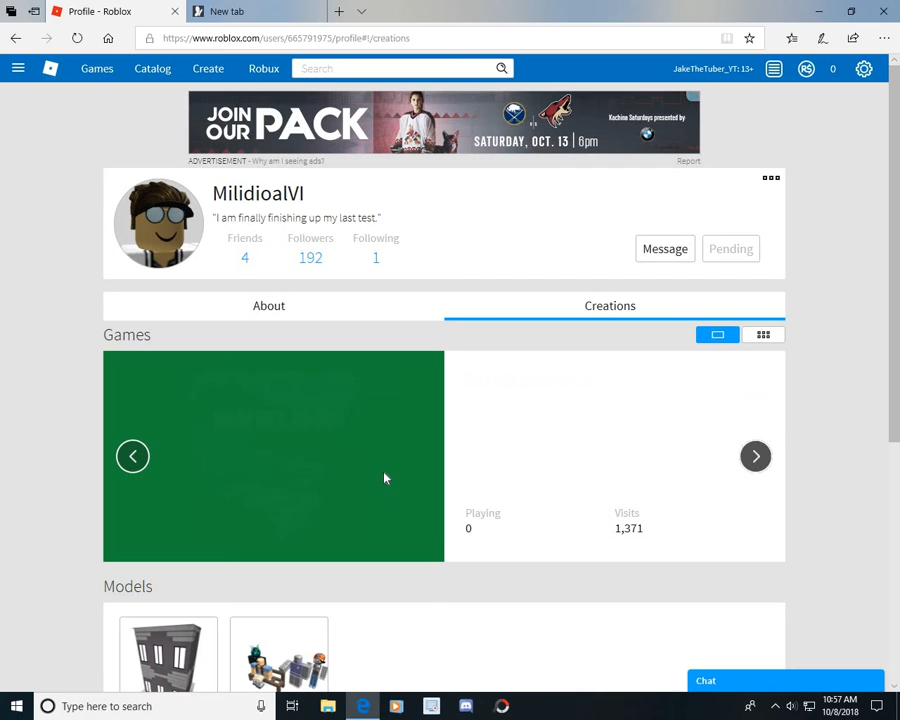 Profile - Roblox
New tab
https://www.roblox.com/users/665791975/profile#!/creations
Games
Catalog
Create
Robux
Search
JakeTheTuber_YT: 13+
0
JOIN OUR PACK
SATURDAY, OCT. 13 | 6pm
Kachina Saturdays presented by
ADVERTISEMENT - Why am I seeing ads?
Report
MilidioalVI
"I am finally finishing up my last test."
Friends
Followers
Following
4
192
1
Message
Pending
About
Creations
Games
Playing
Visits
0
1,371
Models
Chat
Type here to search
10:57 AM
10/8/2018